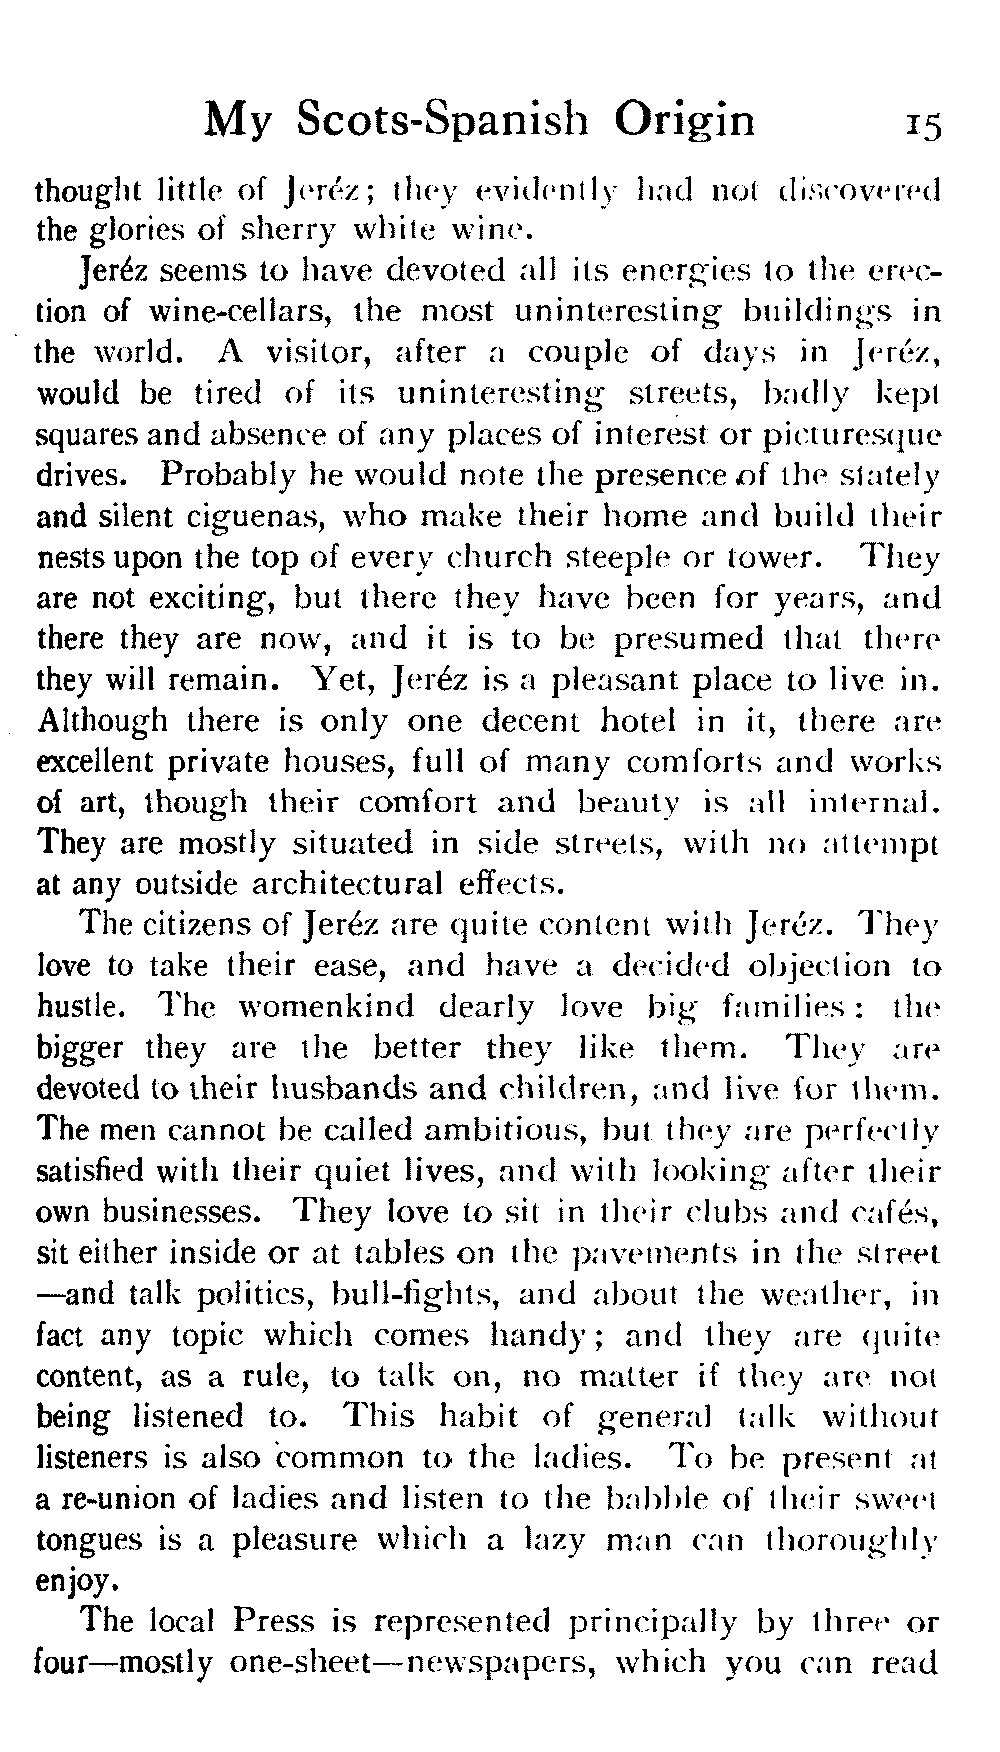 My Scots-Spanish Origin 15
thought little of Jeréz; they evidently had not discovered
the glories of sherry white wine.
Jeréz seems to have devoted all its energies to the erec-
tion of wine-cellars, the most uninteresting buildings in
the world. A visitor, after a couple of days in Jeréz,
would be tired of its uninteresting streets, badly kept
squares and absence of any places of interest or picturesque
drives. Probably he would note the presence of the stately
and silent ciguenas, who make their home and build their
nests upon the top of every church steeple or tower. They
are not exciting, but there they have been for years, and
there they are now, and it is to be presumed that there
they will remain. Yet, Jeréz is a pleasant place to live in.
Although there is only one decent hotel in it, there are
excellent private houses, full of many comforts and works
of art, though their comfort and beauty is all internal.
They are mostly situated in side streets, with no attempt
at any outside architectural effects.
The citizens of Jeréz are quite content with Jeréz. They
love to take their ease, and have a decided objection to
hustle. The womenkind dearly love big families: the
bigger they are the better they like them. They are
devoted to their husbands and children, and live for them.
The men cannot be called ambitious, but they are perfectly
satisfied with their quiet lives, and with looking after their
own businesses. They love to sit in their clubs and cafés,
sit either inside or at tables on the pavements in the street
—and talk politics, bull-fights, and about the weather, in
fact any topic which comes handy; and they are quite
content, as a rule, to talk on, no matter if they are not
being listened to. This habit of general talk without
listeners is also common to the ladies. To be present at
a re-union of ladies and listen to the babble of their sweet
tongues is a pleasure which a lazy man can thoroughly
enjoy.
The local Press is represented principally by three or
four—mostly one-sheet—newspapers, which you can read